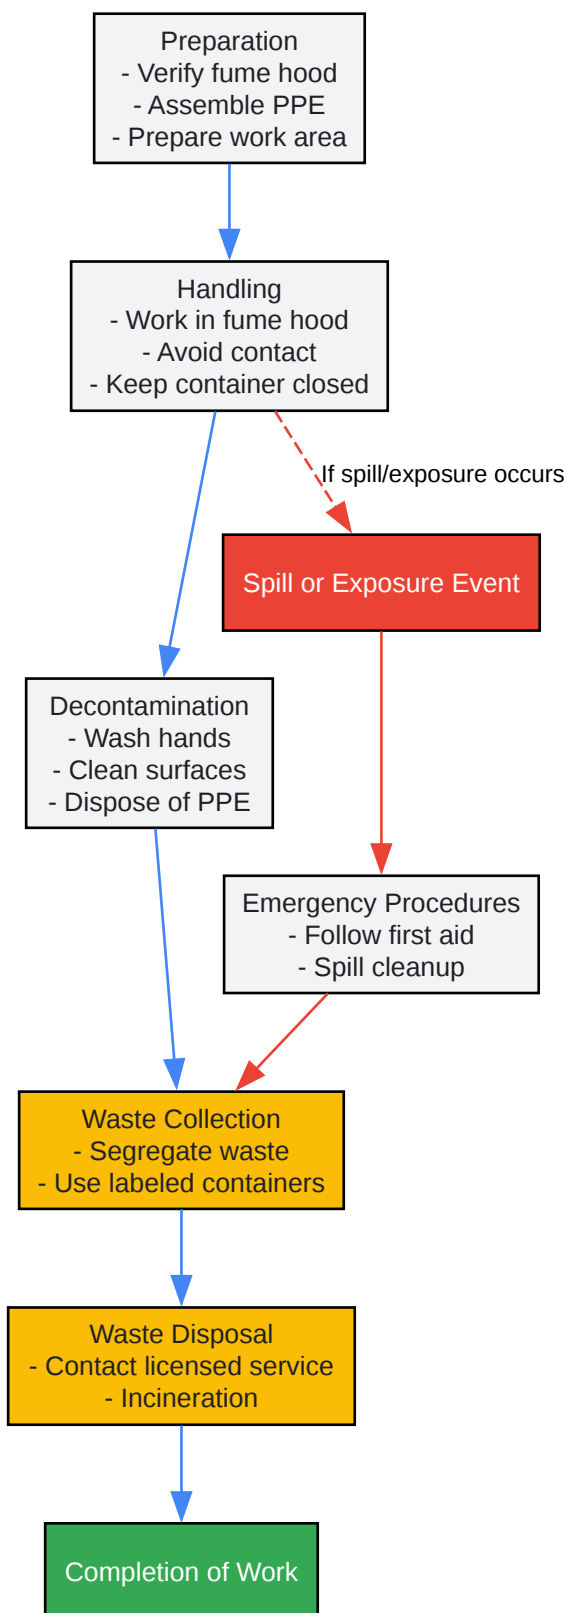 Preparation
- Verify fume hood
- Assemble PPE
- Prepare work area
Handling
- Work in fume hood
- Avoid contact
- Keep container closed
If spill/exposure occurs
Spill or Exposure Event
Decontamination
- Wash hands
- Clean surfaces
- Dispose of PPE
Emergency Procedures
- Follow first aid
- Spill cleanup
Waste Collection
- Segregate waste
- Use labeled containers
Waste Disposal
- Contact licensed service
- Incineration
Completion of Work